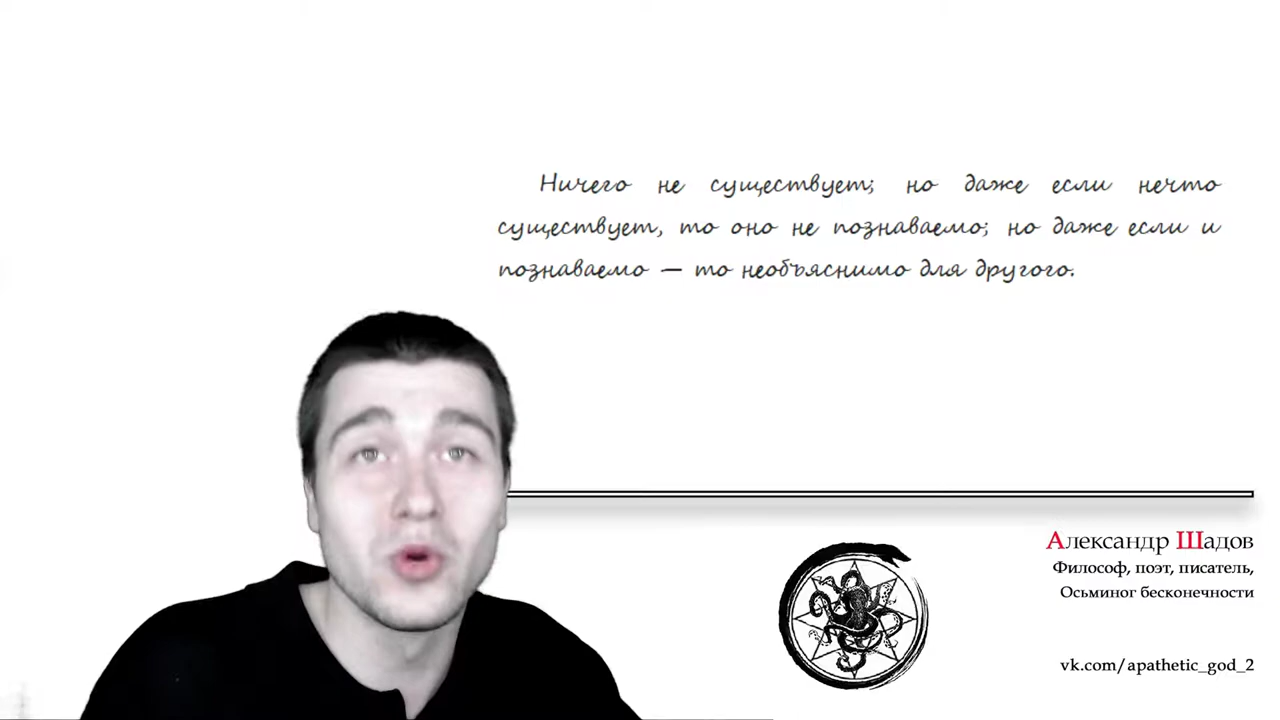 Ничего не существует; но даже если нечто
существует, то оно не познаваемо; но даже если и
познаваемо — то необъяснимо для другого.
Александр Шадов
Философ, поэт, писатель,
Осьминог бесконечности
vk.com/apathetic_god_2